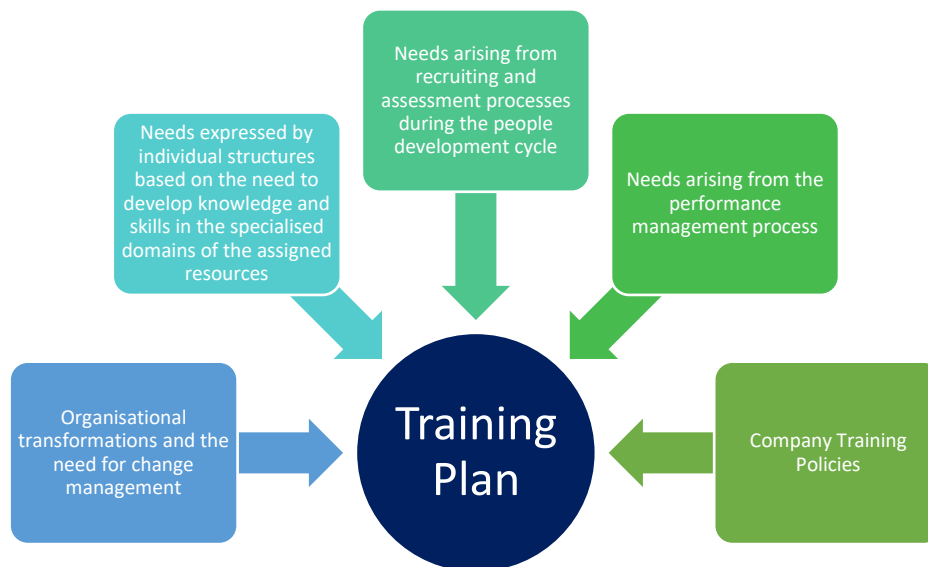 Needs arising from
recruiting and
assessment processes
during the people
development cycle
Needs expressed by
individual structures
based on the need to
develop knowledge and
skills in the specialised
domains of the assigned
resources
Needs arising from the
performance
management process
Organisational
transformations and the
need for change
management
Training
Plan
Company Training
Policies